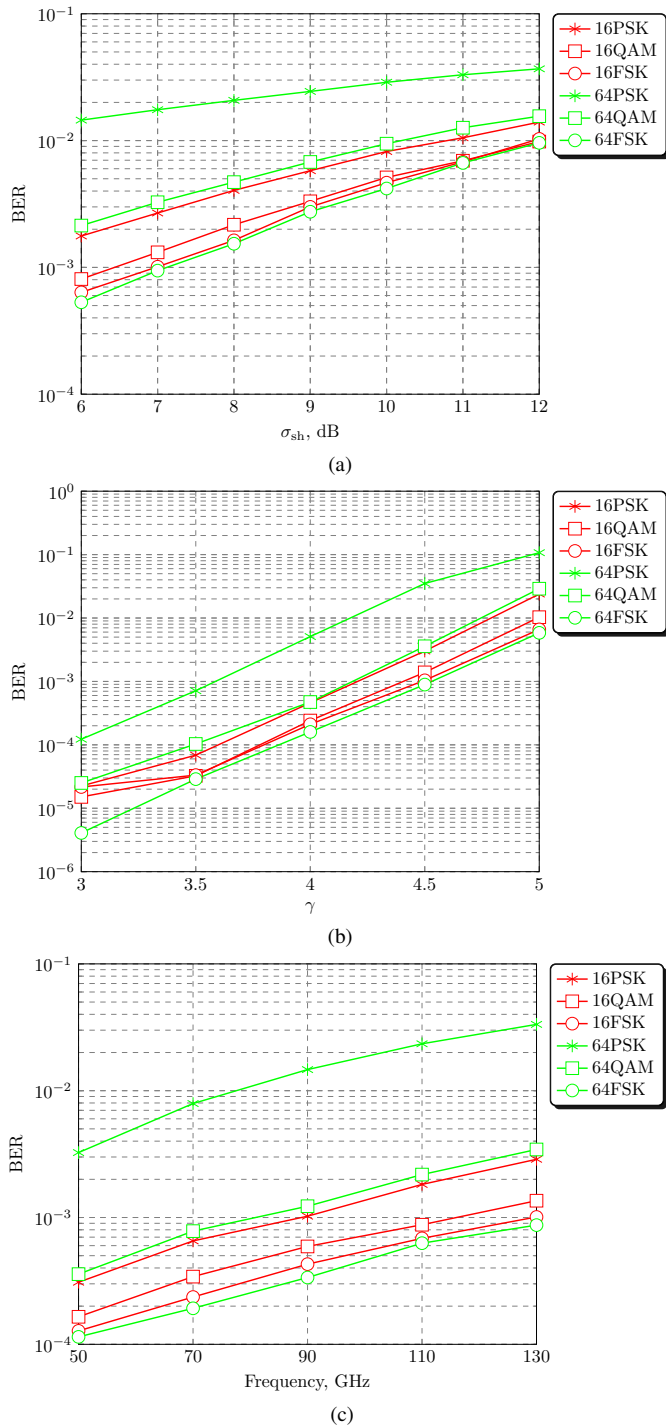 10⁻¹
10⁻²
10⁻³
10⁻⁴
BER
6 7 8 9 10 11 12
σ_sh, dB
16PSK
16QAM
16FSK
64PSK
64QAM
64FSK
(a)
10⁰
10⁻¹
10⁻²
10⁻³
10⁻⁴
10⁻⁵
10⁻⁶
BER
3 3.5 4 4.5 5
γ
16PSK
16QAM
16FSK
64PSK
64QAM
64FSK
(b)
10⁻¹
10⁻²
10⁻³
10⁻⁴
BER
50 70 90 110 130
Frequency, GHz
16PSK
16QAM
16FSK
64PSK
64QAM
64FSK
(c)